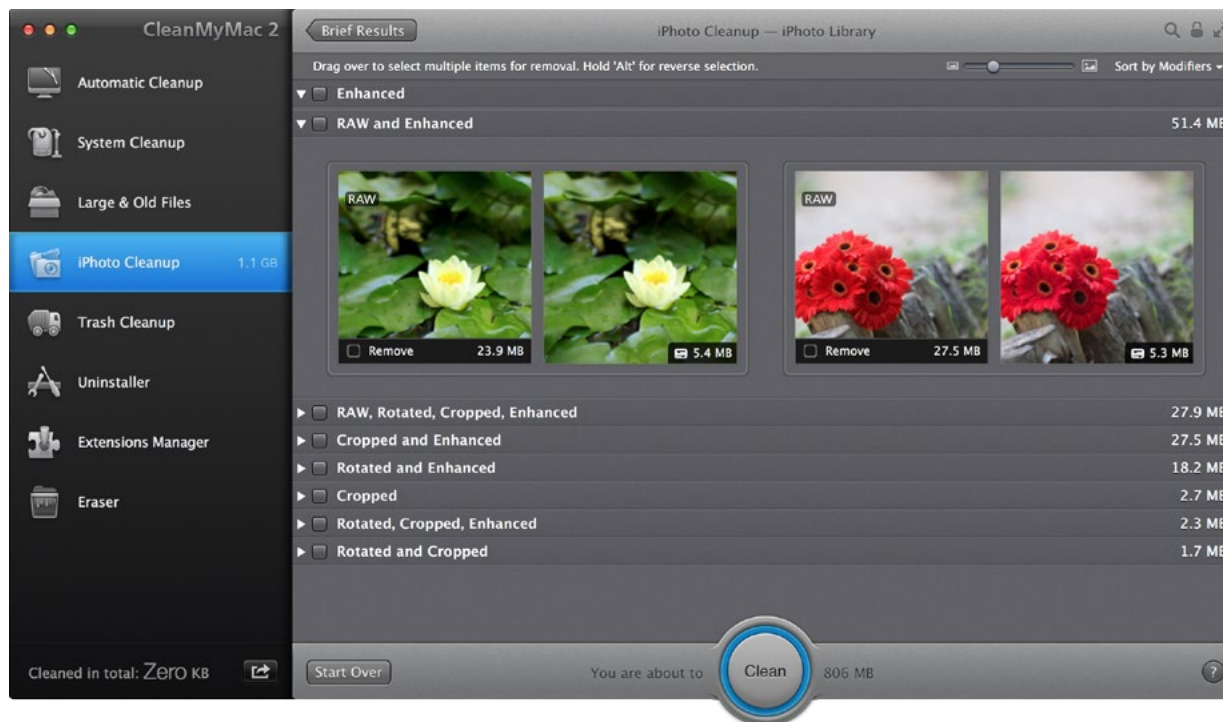 CleanMyMac 2
Automatic Cleanup
System Cleanup
Large & Old Files
iPhoto Cleanup 1.1 GB
Trash Cleanup
Uninstaller
Extensions Manager
Eraser
Cleaned in total: Zero KB
Brief Results
iPhoto Cleanup — iPhoto Library
Drag over to select multiple items for removal. Hold 'Alt' for reverse selection.
Sort by Modifiers
Enhanced
RAW and Enhanced 51.4 MB
RAW
Remove 23.9 MB
5.4 MB
RAW
Remove 27.5 MB
5.3 MB
RAW, Rotated, Cropped, Enhanced 27.9 MB
Cropped and Enhanced 27.5 MB
Rotated and Enhanced 18.2 MB
Cropped 2.7 MB
Rotated, Cropped, Enhanced 2.3 MB
Rotated and Cropped 1.7 MB
Start Over
You are about to Clean 806 MB
?